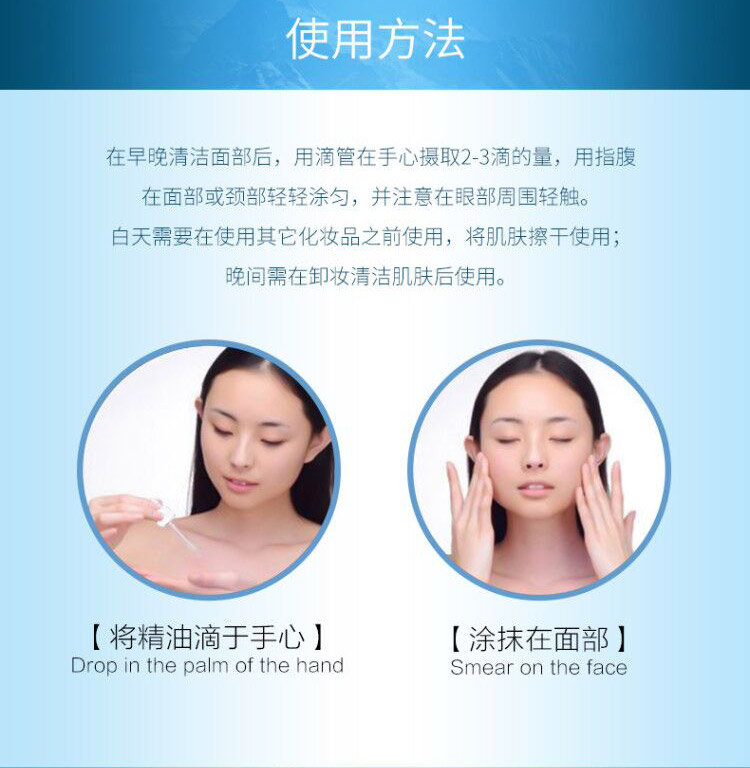 使用方法
在早晚清洁面部后，用滴管在手心摄取2-3滴的量，用指腹
在面部或颈部轻轻涂匀，并注意在眼部周围轻触。
白天需要在使用其它化妆品之前使用，将肌肤擦干使用；
晚间需在卸妆清洁肌肤后使用。
【将精油滴于手心】
Drop in the palm of the hand
【涂抹在面部】
Smear on the face